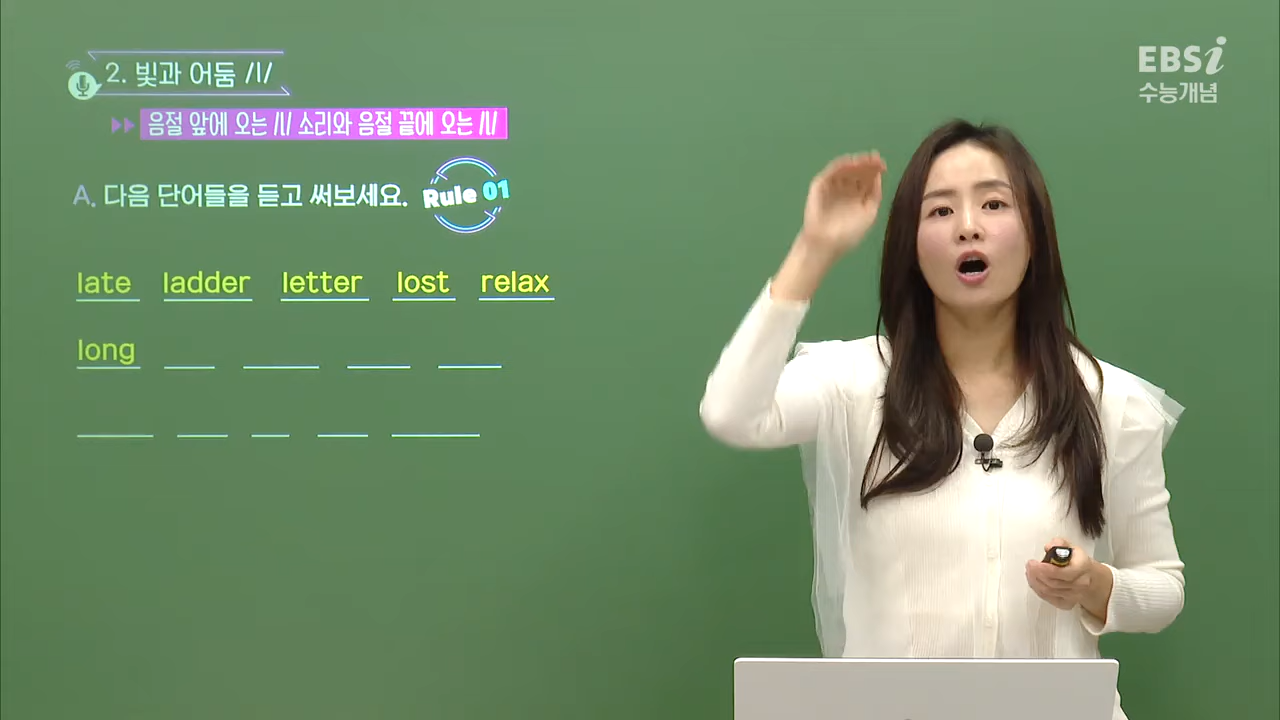 2. 빛과 어둠 /l/
음절 앞에 오는 /l/ 소리와 음절 끝에 오는 /l/
A. 다음 단어들을 듣고 써보세요. Rule 01
late ladder letter lost relax
long
EBSi
수능개념